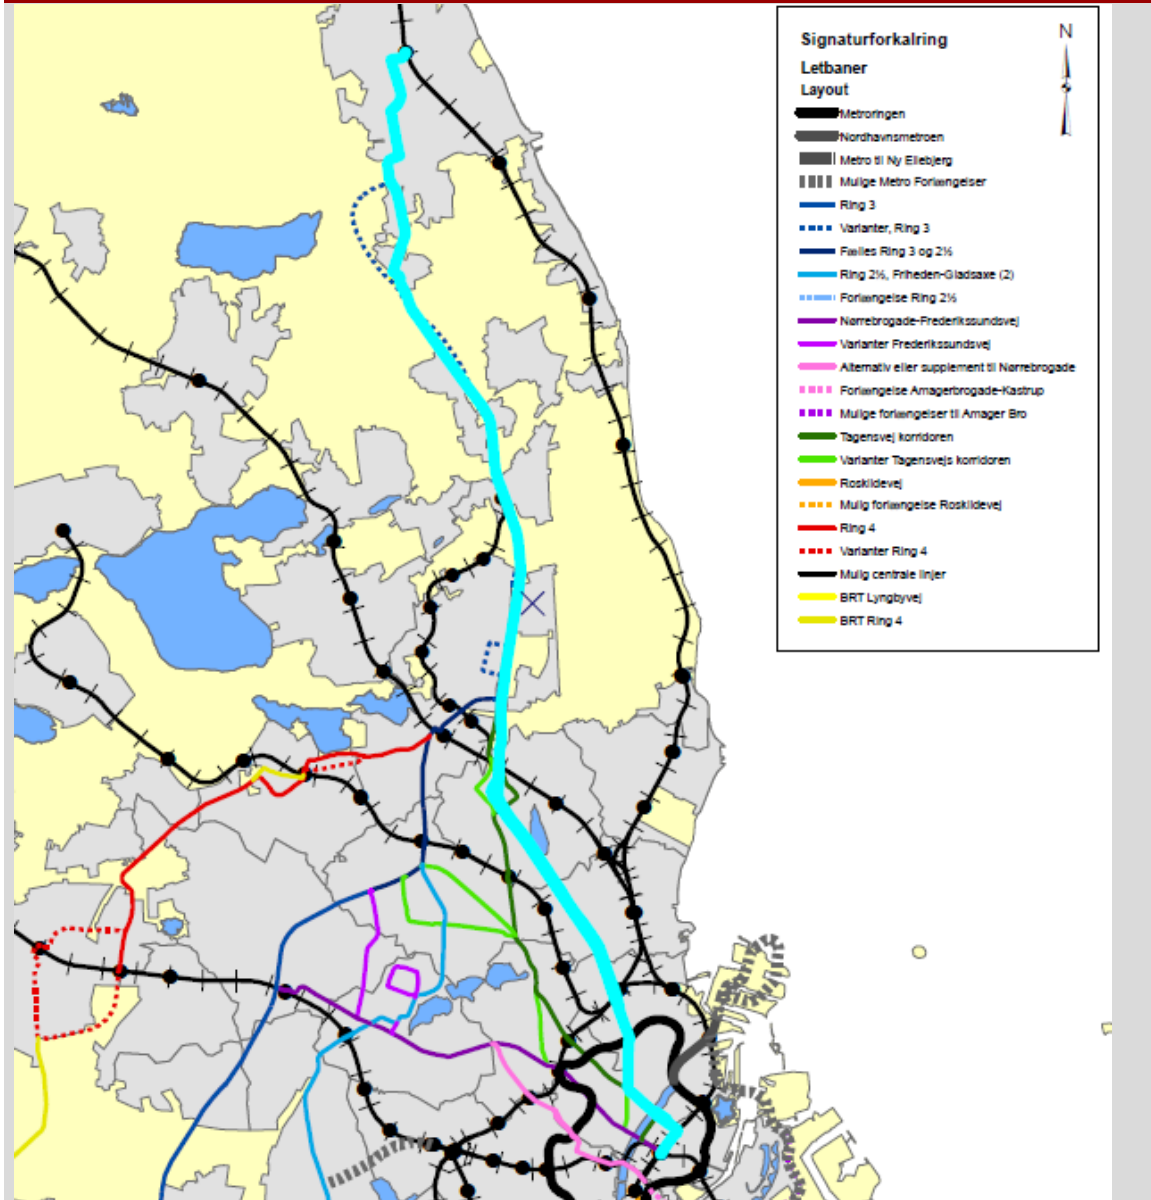 N
Signaturforkalring
Letbaner
Layout
Metroringen
Nordhavnsmetroen
Metro til Ny Ellebjerg
Mulige Metro Forlængelser
Ring 3
Varianter, Ring 3
Fælles Ring 3 og 2½
Ring 2½, Friheden-Gladsaxe (2)
Forlængelse Ring 2½
Nørrebrogade-Frederikssundsvej
Varianter Frederikssundsvej
Alternativ eller supplement til Nørrebrogade
Forlængelse Amagerbrogade-Kastrup
Mulige forlængelser til Amager Bro
Tagensvej korridoren
Varianter Tagensvejs korridoren
Roskildevej
Mulig forlængelse Roskildevej
Ring 4
Varianter Ring 4
Mulig centrale linjer
BRT Lyngbyvej
BRT Ring 4